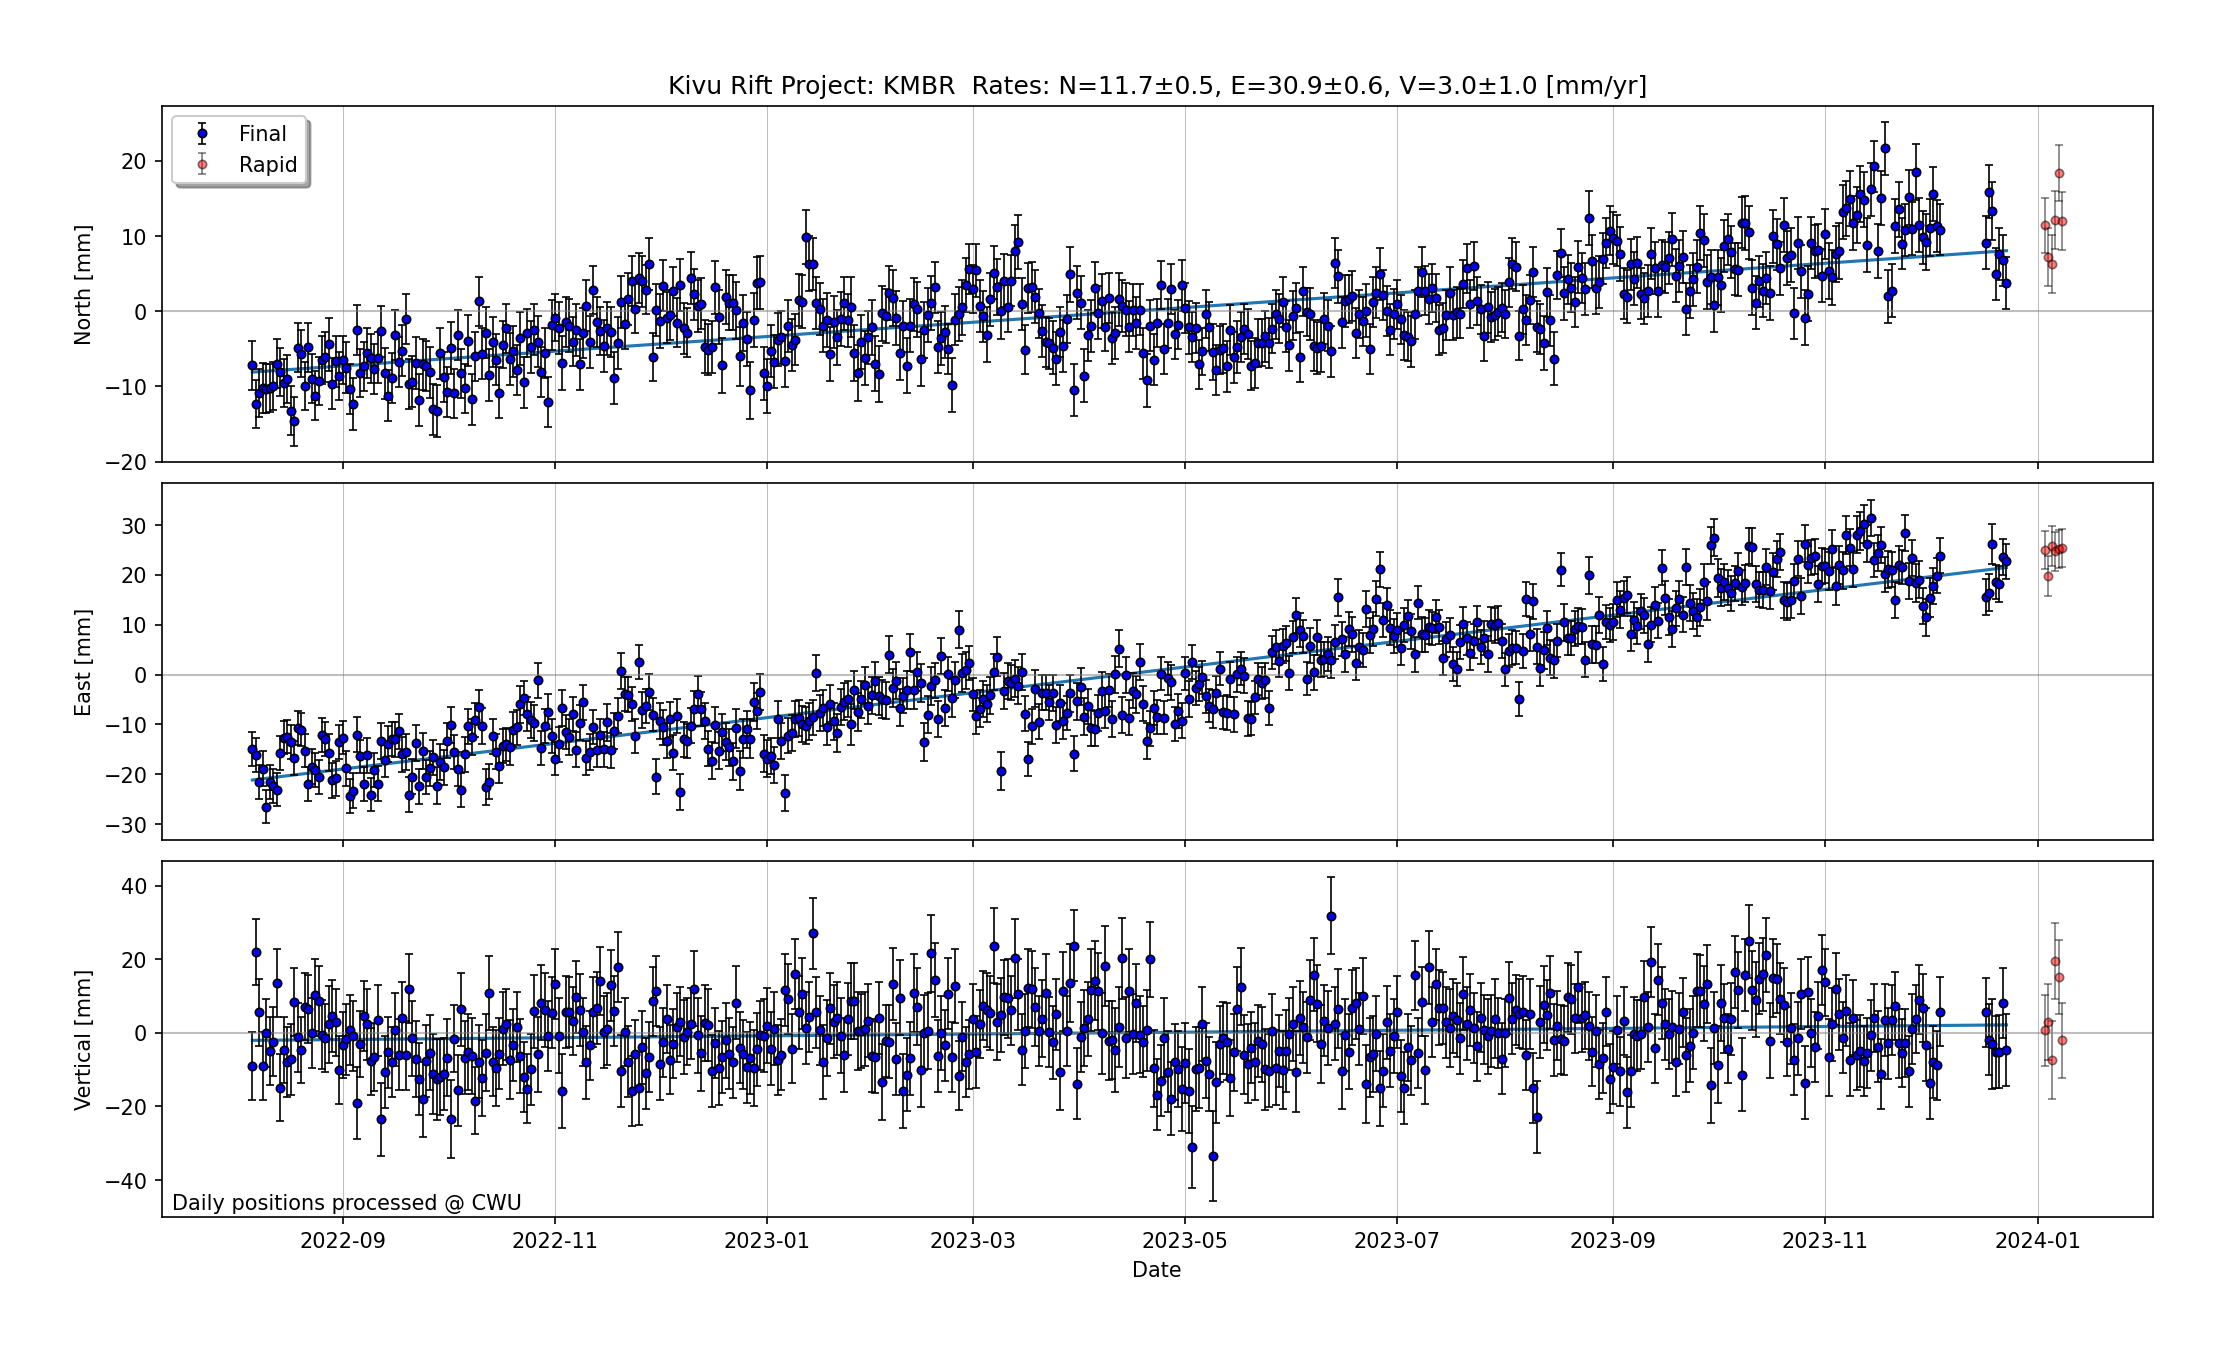 Kivu Rift Project: KMBR  Rates: N=11.7±0.5, E=30.9±0.6, V=3.0±1.0 [mm/yr]
Final
Rapid
North [mm]
20
10
0
−10
−20
East [mm]
30
20
10
0
−10
−20
−30
Vertical [mm]
40
20
0
−20
−40
Daily positions processed @ CWU
2022-09 2022-11 2023-01 2023-03 2023-05 2023-07 2023-09 2023-11 2024-01
Date